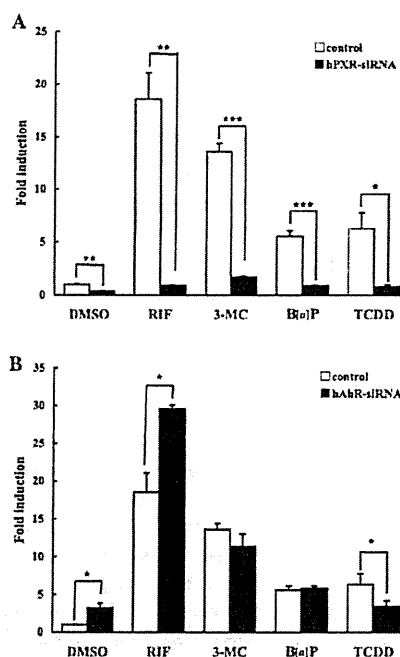 A
25
20
15
10
5
0
Fold induction
control
hPXR-siRNA
**
**
***
***
*
DMSO
RIF
3-MC
B[a]P
TCDD
B
35
30
25
20
15
10
5
0
Fold induction
control
hAhR-siRNA
*
*
*
DMSO
RIF
3-MC
B[a]P
TCDD